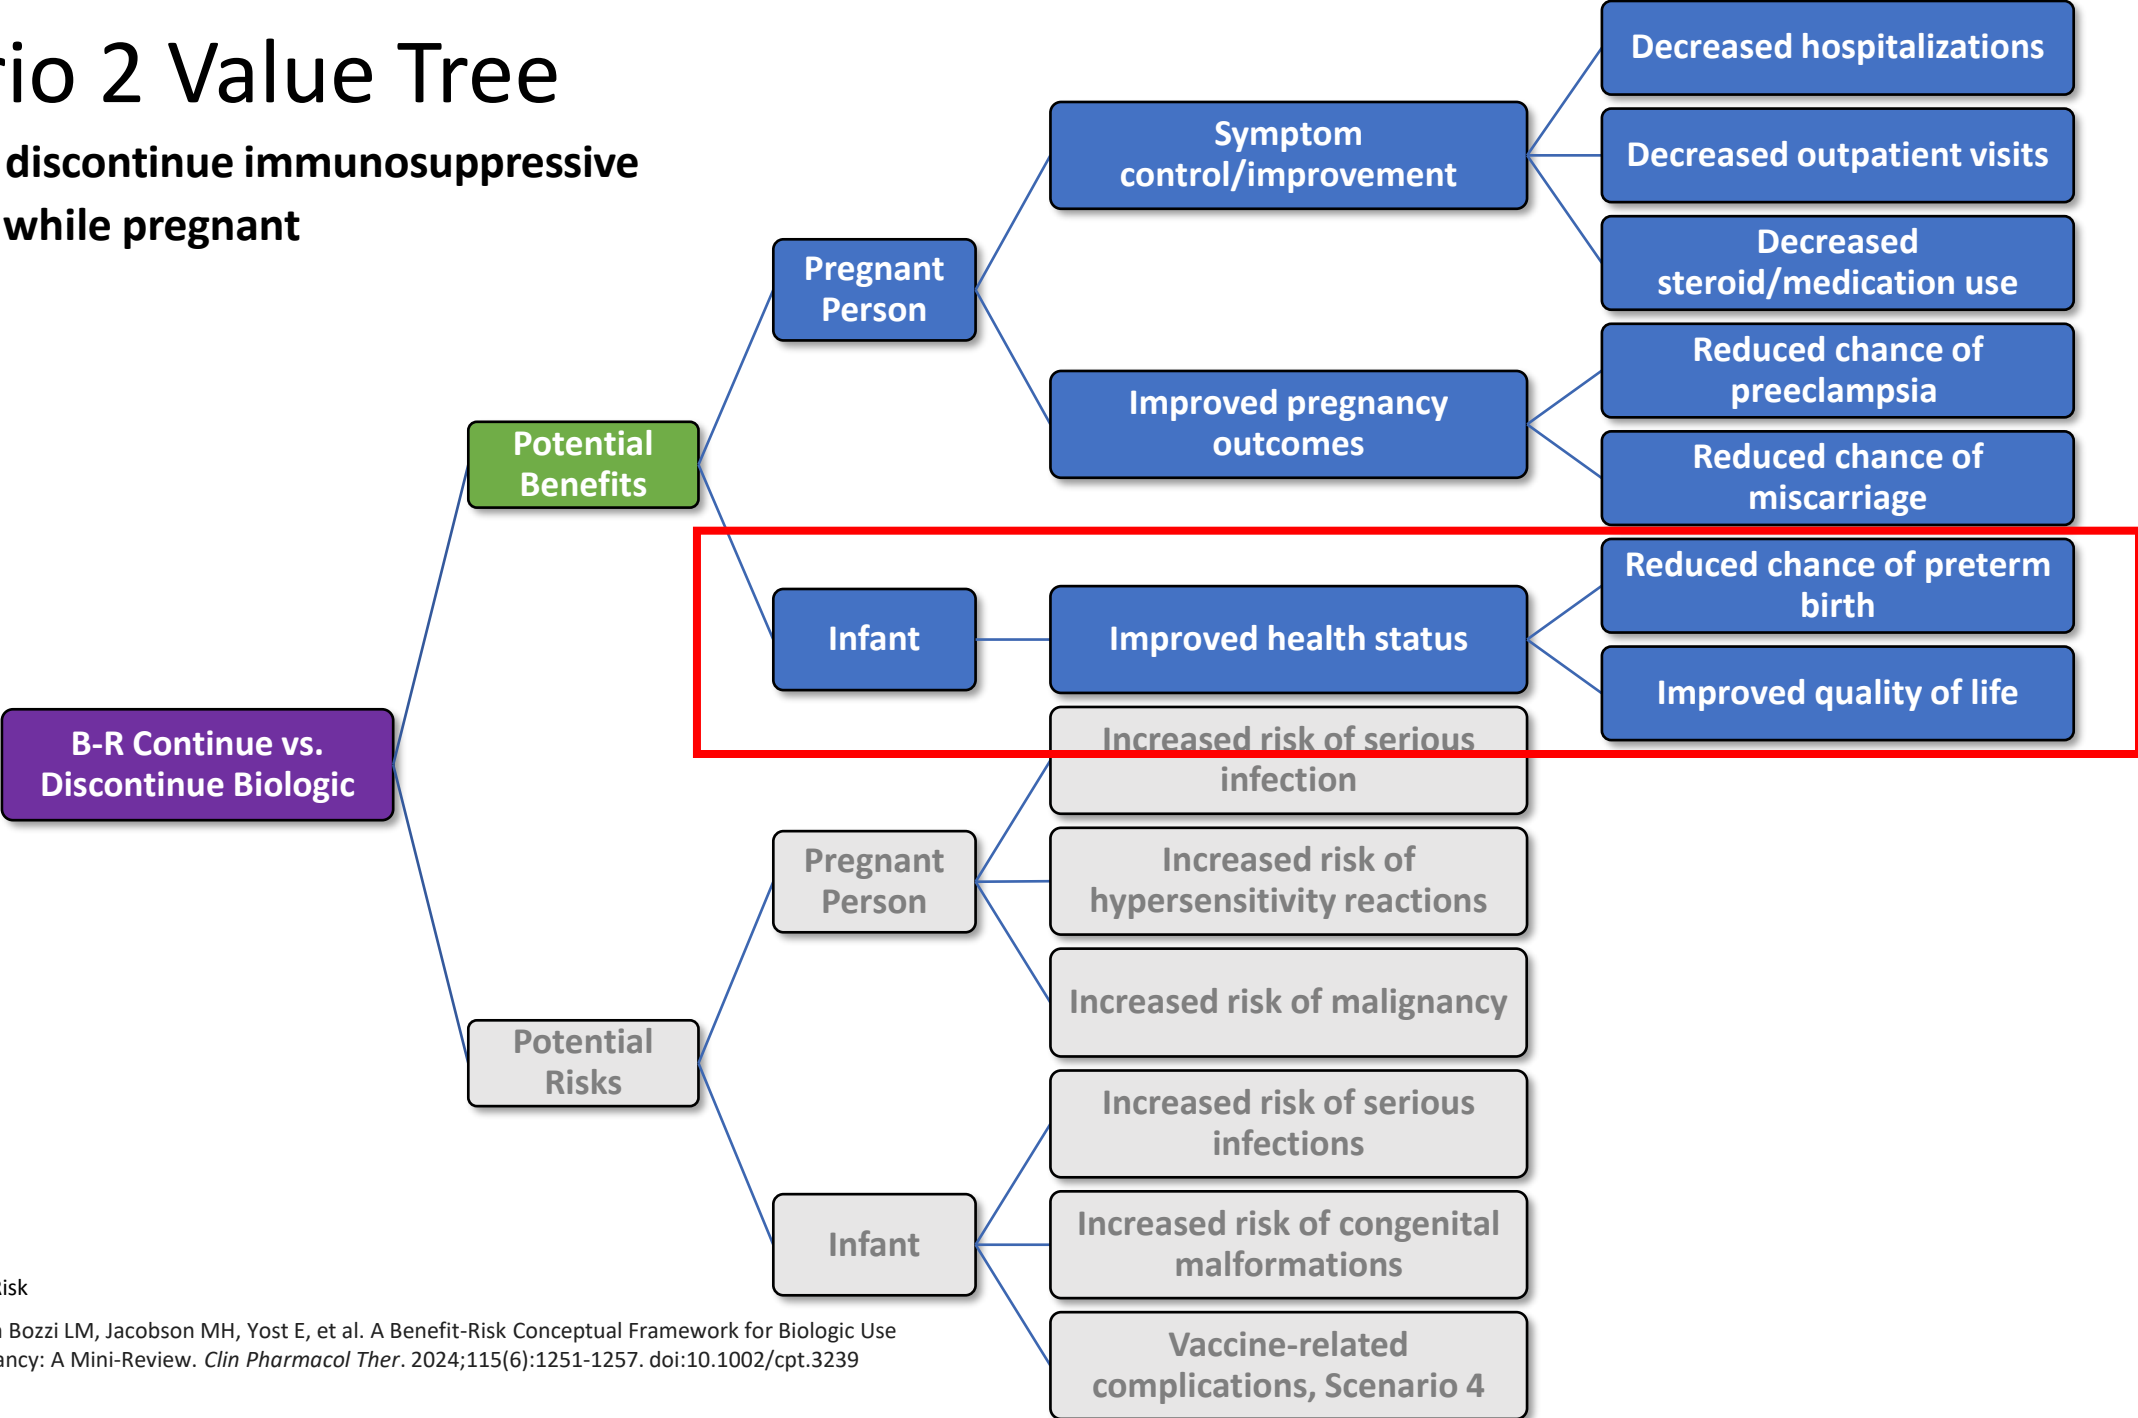 rio 2 Value Tree
discontinue immunosuppressive
while pregnant
Decreased hospitalizations
Symptom
control/improvement
Decreased outpatient visits
Decreased
steroid/medication use
Pregnant
Person
Reduced chance of
preeclampsia
Improved pregnancy
outcomes
Reduced chance of
miscarriage
Potential
Benefits
Reduced chance of preterm
birth
Infant
Improved health status
Improved quality of life
B-R Continue vs.
Discontinue Biologic
Increased risk of serious
infection
Pregnant
Person
Increased risk of
hypersensitivity reactions
Increased risk of malignancy
Potential
Risks
Increased risk of serious
infections
Infant
Increased risk of congenital
malformations
Vaccine-related
complications, Scenario 4
Risk
Bozzi LM, Jacobson MH, Yost E, et al. A Benefit-Risk Conceptual Framework for Biologic Use
ancy: A Mini-Review. Clin Pharmacol Ther. 2024;115(6):1251-1257. doi:10.1002/cpt.3239